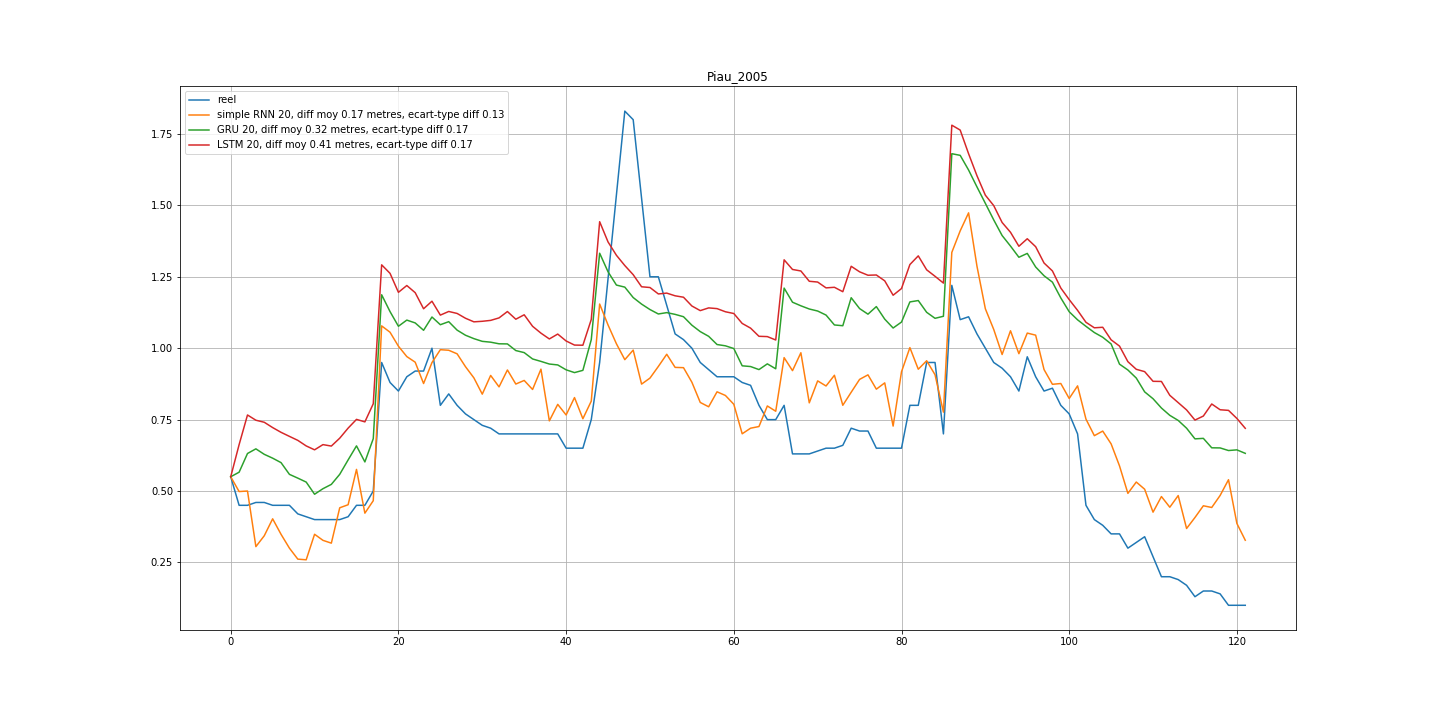 Piau_2005
reel
simple RNN 20, diff moy 0.17 metres, ecart-type diff 0.13
GRU 20, diff moy 0.32 metres, ecart-type diff 0.17
LSTM 20, diff moy 0.41 metres, ecart-type diff 0.17
1.75
1.50
1.25
1.00
0.75
0.50
0.25
0 20 40 60 80 100 120